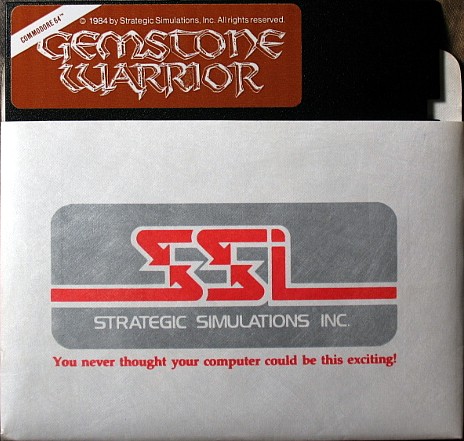 © 1984 by Strategic Simulations, Inc. All rights reserved.
COMMODORE 64™
GEMSTONE
WARRIOR
SSI
STRATEGIC SIMULATIONS INC.
You never thought your computer could be this exciting!